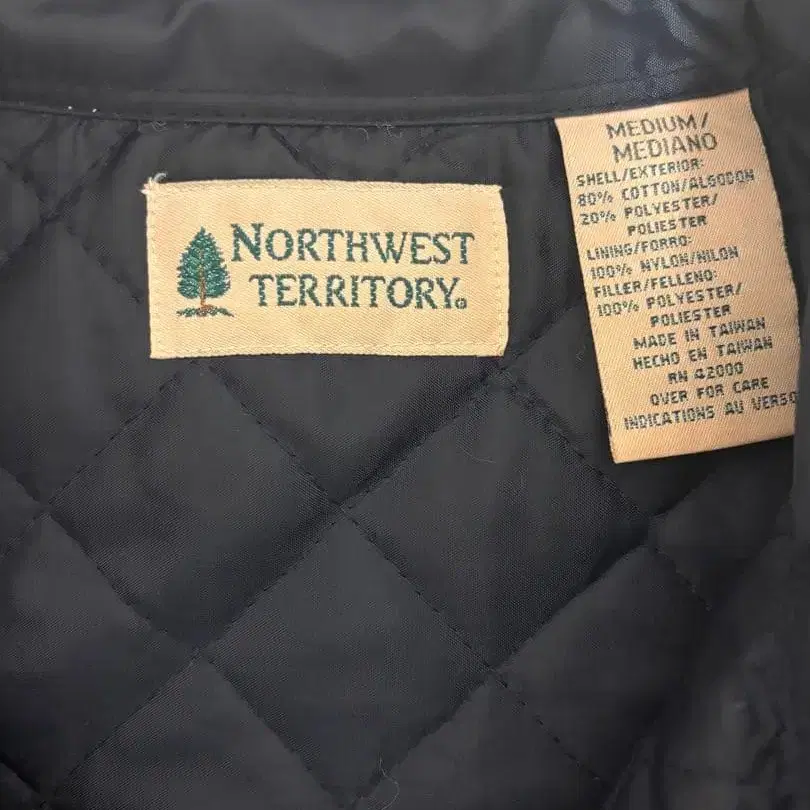 NORTHWEST
TERRITORY®
MEDIUM/
MEDIANO
SHELL/EXTERIOR:
80% COTTON/ALGODON
20% POLYESTER/
POLIESTER
LINING/FORRO:
100% NYLON/NILON
FILLER/FELLENO:
100% POLYESTER/
POLIESTER
MADE IN TAIWAN
HECHO EN TAIWAN
RN 42000
OVER FOR CARE
INDICATIONS AU VERSO